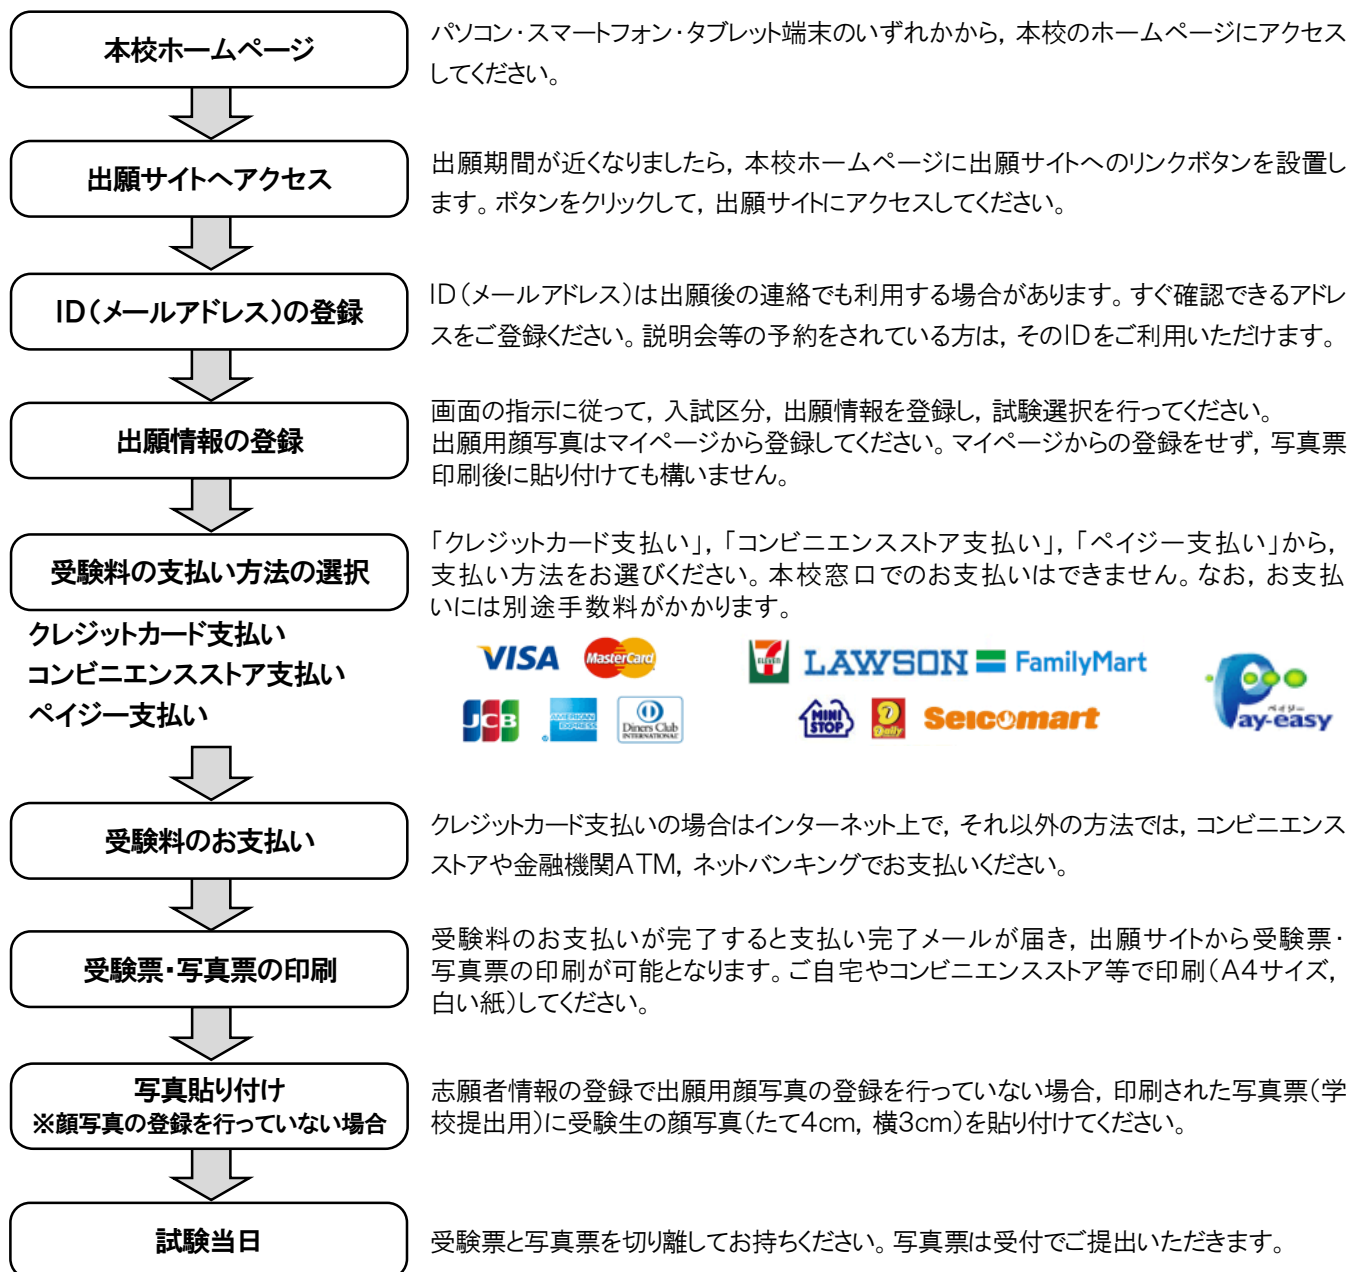 本校ホームページ
パソコン・スマートフォン・タブレット端末のいずれかから，本校のホームページにアクセス
してください。
出願サイトへアクセス
出願期間が近くなりましたら，本校ホームページに出願サイトへのリンクボタンを設置し
ます。ボタンをクリックして，出願サイトにアクセスしてください。
ID（メールアドレス）の登録
ID（メールアドレス）は出願後の連絡でも利用する場合があります。すぐ確認できるアドレ
スをご登録ください。説明会等の予約をされている方は，そのIDをご利用いただけます。
出願情報の登録
画面の指示に従って，入試区分，出願情報を登録し，試験選択を行ってください。
出願用顔写真はマイページから登録してください。マイページからの登録をせず，写真票
印刷後に貼り付けても構いません。
受験料の支払い方法の選択
「クレジットカード支払い」，「コンビニエンスストア支払い」，「ペイジー支払い」から，
支払い方法をお選びください。本校窓口でのお支払いはできません。なお，お支払
いには別途手数料がかかります。
クレジットカード支払い
コンビニエンスストア支払い
ペイジー支払い
VISA MasterCard
JCB AMERICAN EXPRESS Diners Club INTERNATIONAL
7 ELEVEN LAWSON FamilyMart
MINI STOP D Daily Seicomart
ペイジー
Pay-easy
受験料のお支払い
クレジットカード支払いの場合はインターネット上で，それ以外の方法では，コンビニエンス
ストアや金融機関ATM，ネットバンキングでお支払いください。
受験票・写真票の印刷
受験料のお支払いが完了すると支払い完了メールが届き，出願サイトから受験票・
写真票の印刷が可能となります。ご自宅やコンビニエンスストア等で印刷（A4サイズ，
白い紙）してください。
写真貼り付け
※顔写真の登録を行っていない場合
志願者情報の登録で出願用顔写真の登録を行っていない場合，印刷された写真票（学
校提出用）に受験生の顔写真（たて4cm，横3cm）を貼り付けてください。
試験当日
受験票と写真票を切り離してお持ちください。写真票は受付でご提出いただきます。